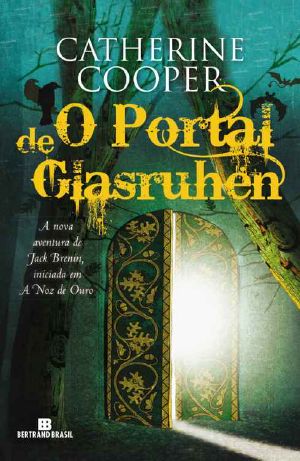 CATHERINE
COOPER
O Portal
de
Glasruhen
A nova
aventura de
Jack Brenin,
iniciada em
A Noz de Ouro
B
BERTRAND BRASIL